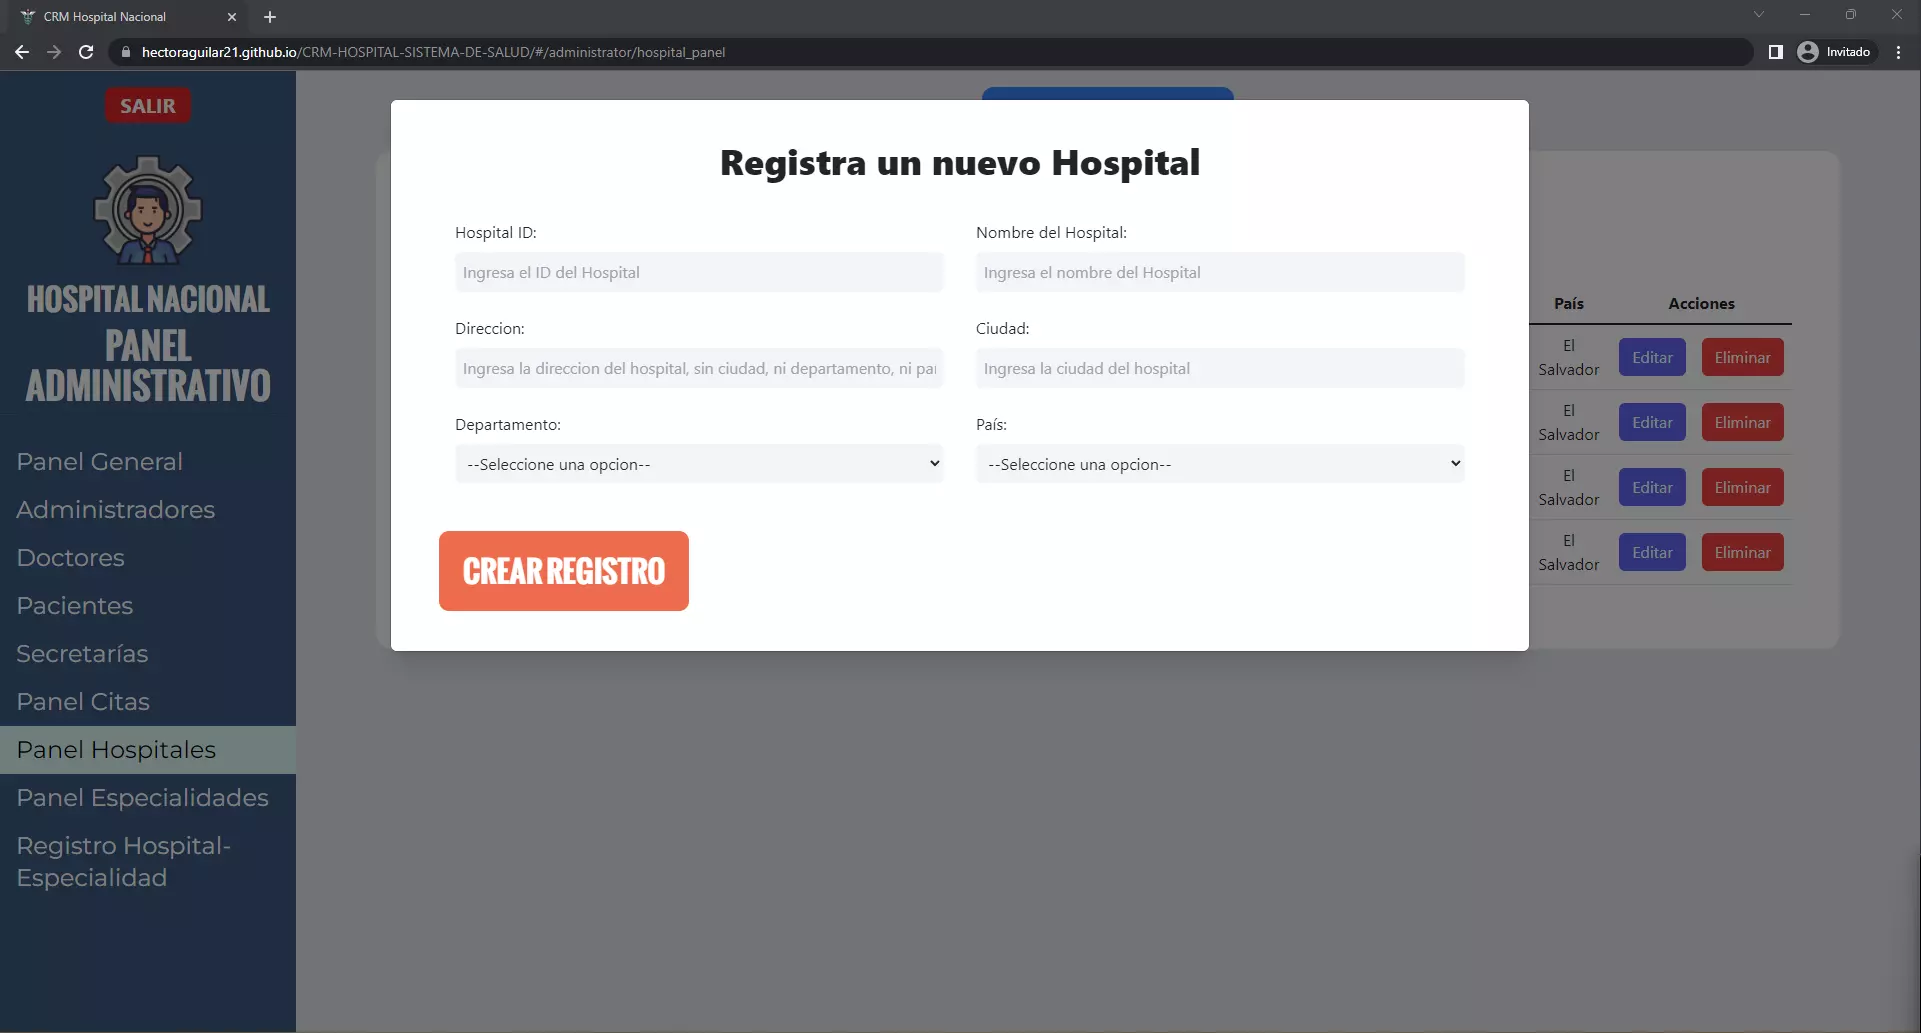 CRM Hospital Nacional
hectoraguilar21.github.io/CRM-HOSPITAL-SISTEMA-DE-SALUD/#/administrator/hospital_panel
Invitado
SALIR
HOSPITAL NACIONAL
PANEL
ADMINISTRATIVO
Panel General
Administradores
Doctores
Pacientes
Secretarías
Panel Citas
Panel Hospitales
Panel Especialidades
Registro Hospital-
Especialidad
Registra un nuevo Hospital
Hospital ID:
Ingresa el ID del Hospital
Nombre del Hospital:
Ingresa el nombre del Hospital
Direccion:
Ingresa la direccion del hospital, sin ciudad, ni departamento, ni pai
Ciudad:
Ingresa la ciudad del hospital
Departamento:
--Seleccione una opcion--
País:
--Seleccione una opcion--
CREAR REGISTRO
País Acciones
El
Salvador
Editar Eliminar
El
Salvador
Editar Eliminar
El
Salvador
Editar Eliminar
El
Salvador
Editar Eliminar